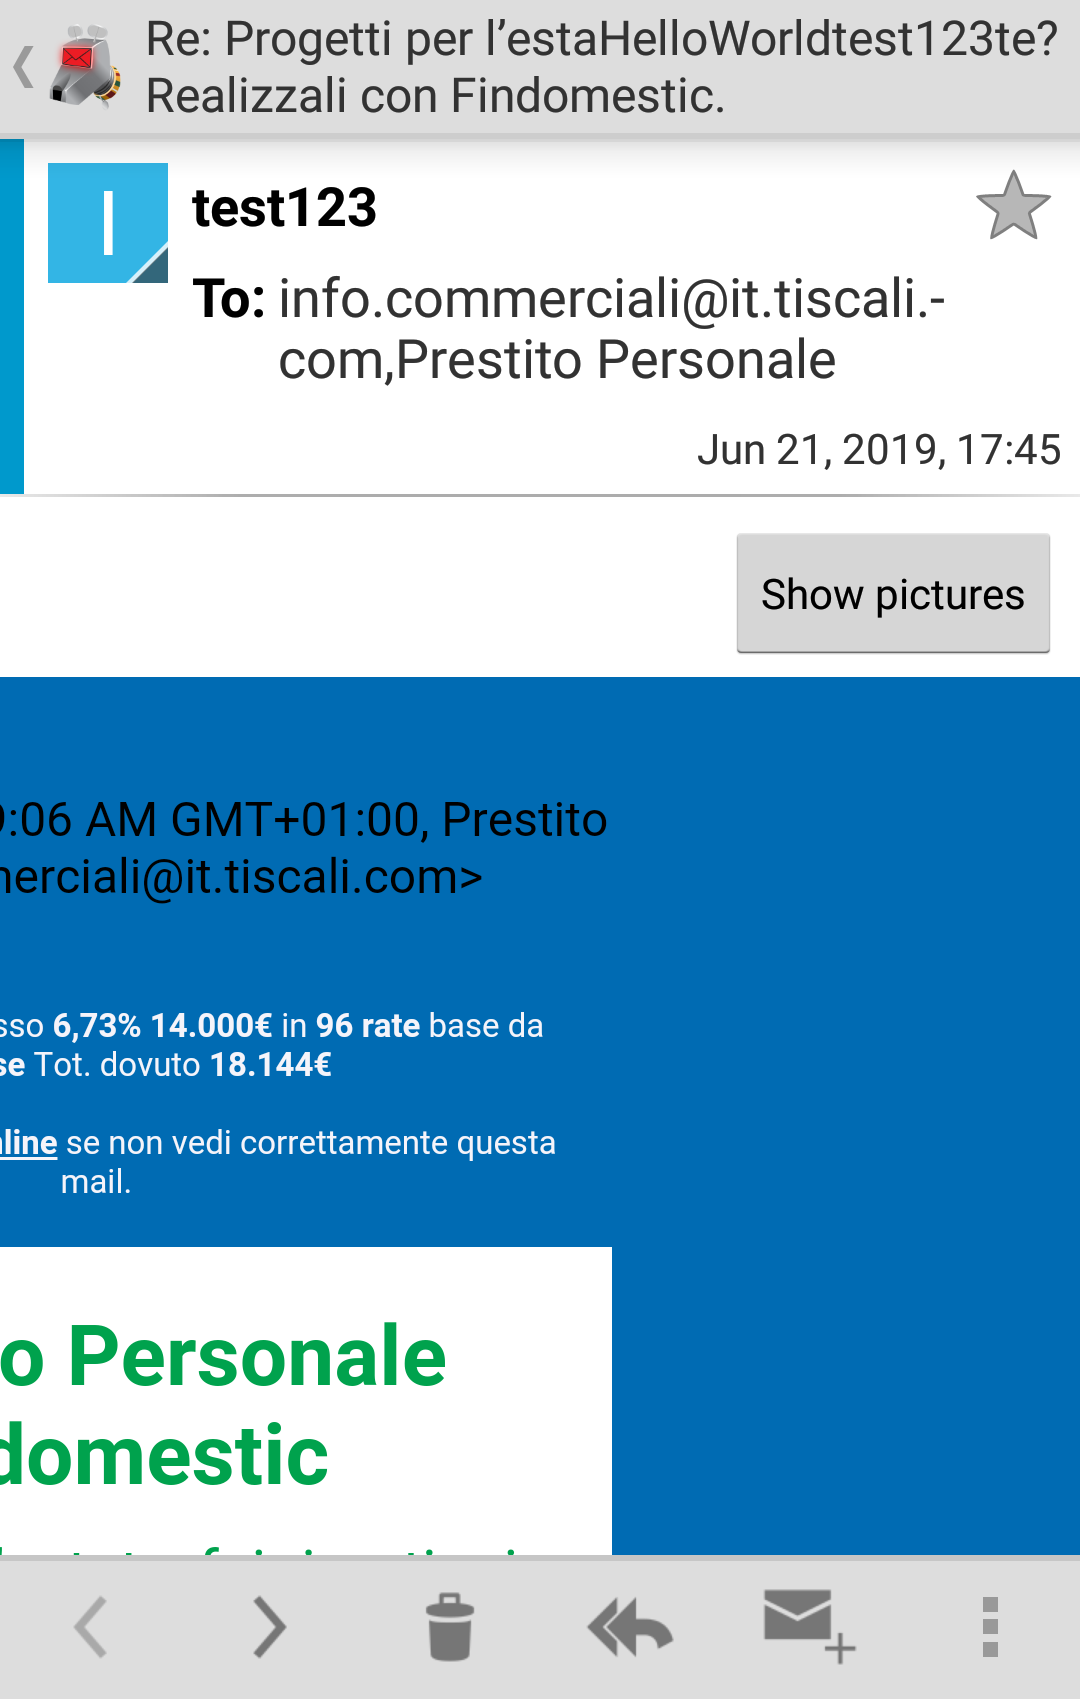 Re: Progetti per l’estaHelloWorldtest123te?
Realizzali con Findomestic.
I
test123
To: info.commerciali@it.tiscali.-
com,Prestito Personale
Jun 21, 2019, 17:45
Show pictures
:06 AM GMT+01:00, Prestito
erciali@it.tiscali.com>
sso 6,73% 14.000€ in 96 rate base da
se Tot. dovuto 18.144€
line se non vedi correttamente questa
mail.
o Personale
domestic